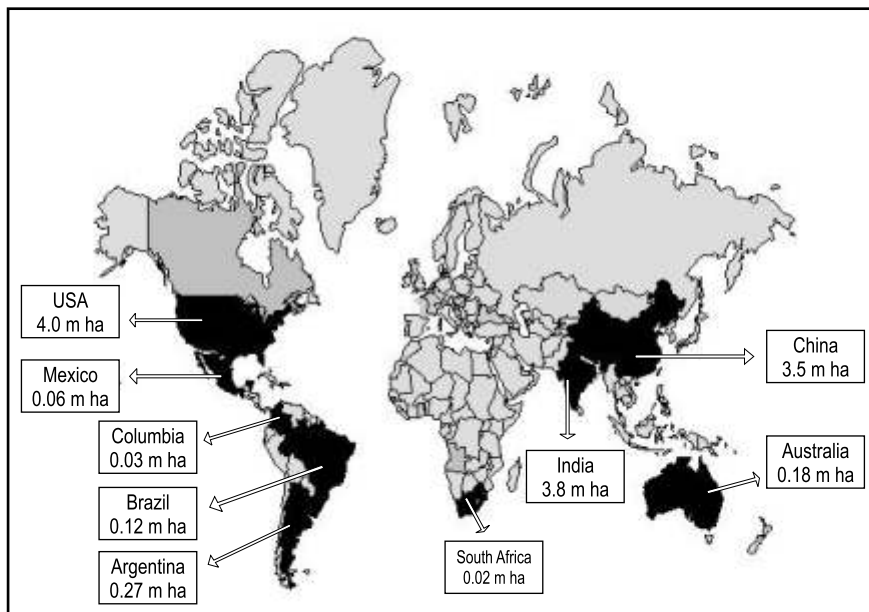 USA
4.0 m ha
Mexico
0.06 m ha
Columbia
0.03 m ha
Brazil
0.12 m ha
Argentina
0.27 m ha
South Africa
0.02 m ha
India
3.8 m ha
China
3.5 m ha
Australia
0.18 m ha